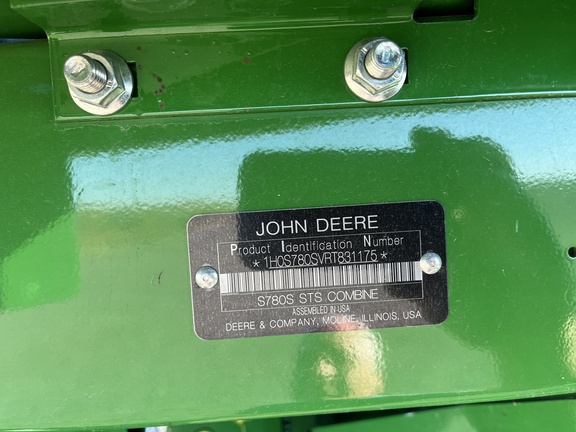 JOHN DEERE
Product Identification Number
*1H0S780SVRT831175*
S780S STS COMBINE
ASSEMBLED IN USA
DEERE & COMPANY, MOLINE, ILLINOIS, USA